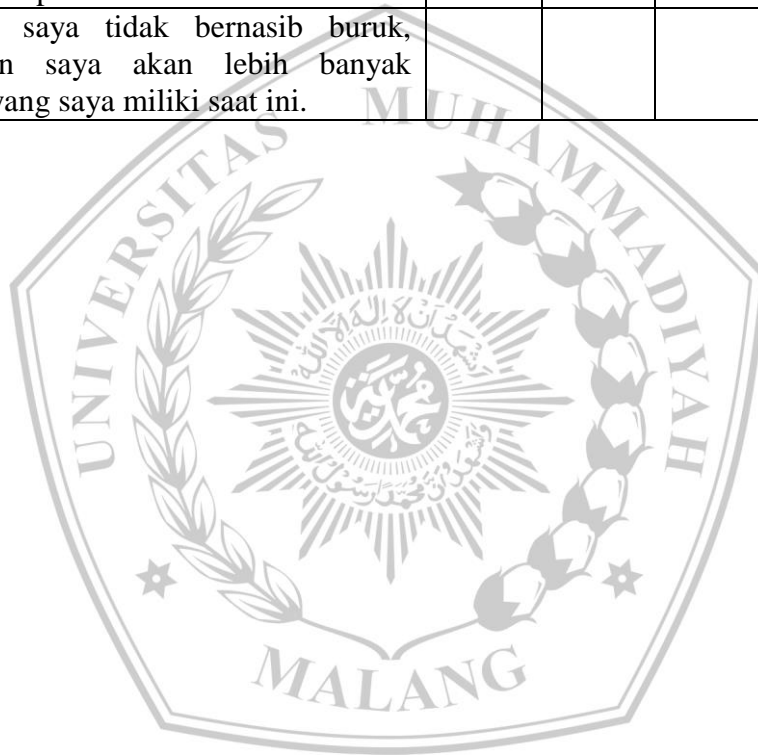 saya tidak bernasib buruk,
n saya akan lebih banyak
yang saya miliki saat ini.
UNIVERSITAS MUHAMMADIYAH
MALANG